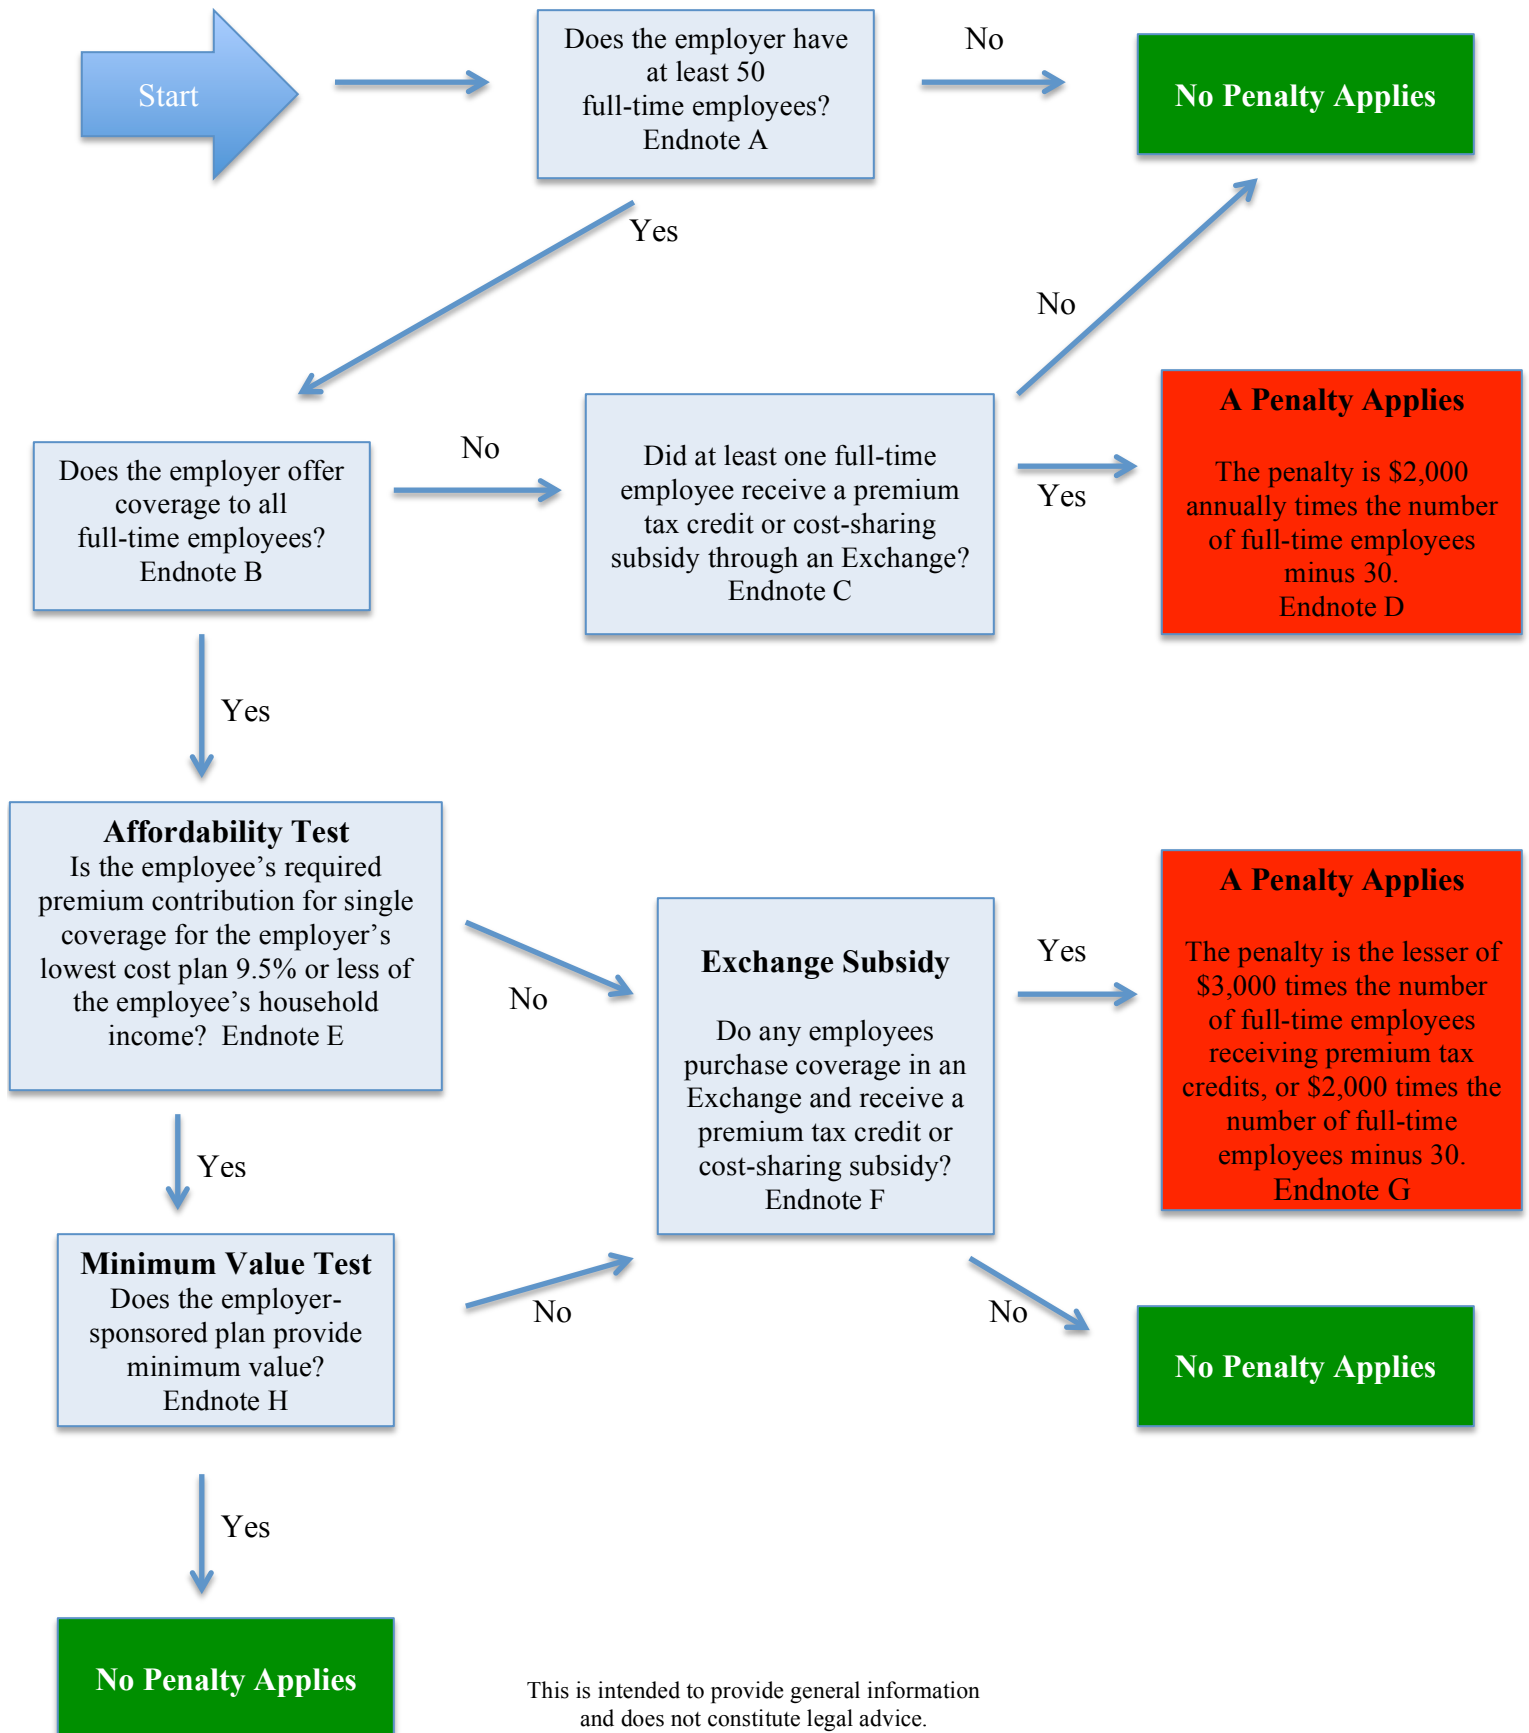 Start
Does the employer have
at least 50
full-time employees?
Endnote A
No
No Penalty Applies
Yes
No
Does the employer offer
coverage to all
full-time employees?
Endnote B
No
Did at least one full-time
employee receive a premium
tax credit or cost-sharing
subsidy through an Exchange?
Endnote C
Yes
A Penalty Applies
The penalty is $2,000
annually times the number
of full-time employees
minus 30.
Endnote D
Yes
Affordability Test
Is the employee’s required
premium contribution for single
coverage for the employer’s
lowest cost plan 9.5% or less of
the employee’s household
income?  Endnote E
No
Exchange Subsidy
Do any employees
purchase coverage in an
Exchange and receive a
premium tax credit or
cost-sharing subsidy?
Endnote F
Yes
A Penalty Applies
The penalty is the lesser of
$3,000 times the number
of full-time employees
receiving premium tax
credits, or $2,000 times the
number of full-time
employees minus 30.
Endnote G
Yes
Minimum Value Test
Does the employer-
sponsored plan provide
minimum value?
Endnote H
No
No
No Penalty Applies
Yes
No Penalty Applies
This is intended to provide general information
and does not constitute legal advice.